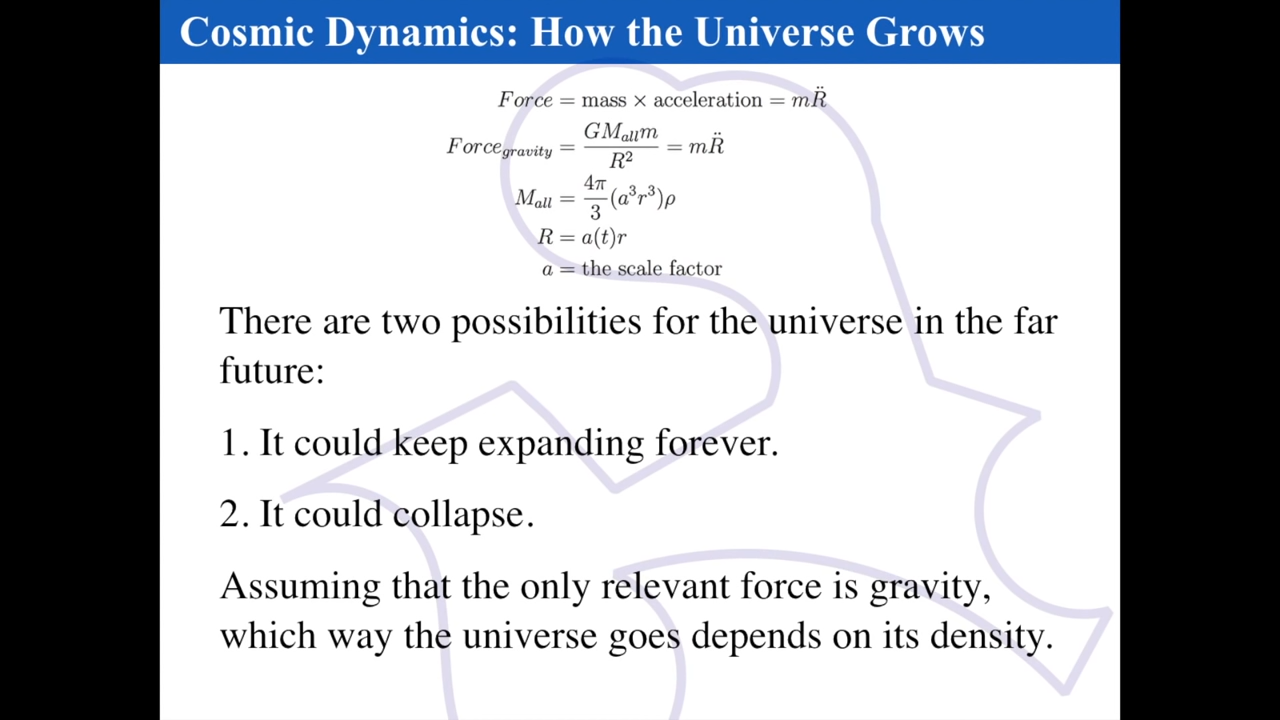 Cosmic Dynamics: How the Universe Grows
Force = mass × acceleration = mR̈
Force_gravity = GM_all m / R² = mR̈
M_all = 4π/3 (a³r³)ρ
R = a(t)r
a = the scale factor
There are two possibilities for the universe in the far
future:
1. It could keep expanding forever.
2. It could collapse.
Assuming that the only relevant force is gravity,
which way the universe goes depends on its density.